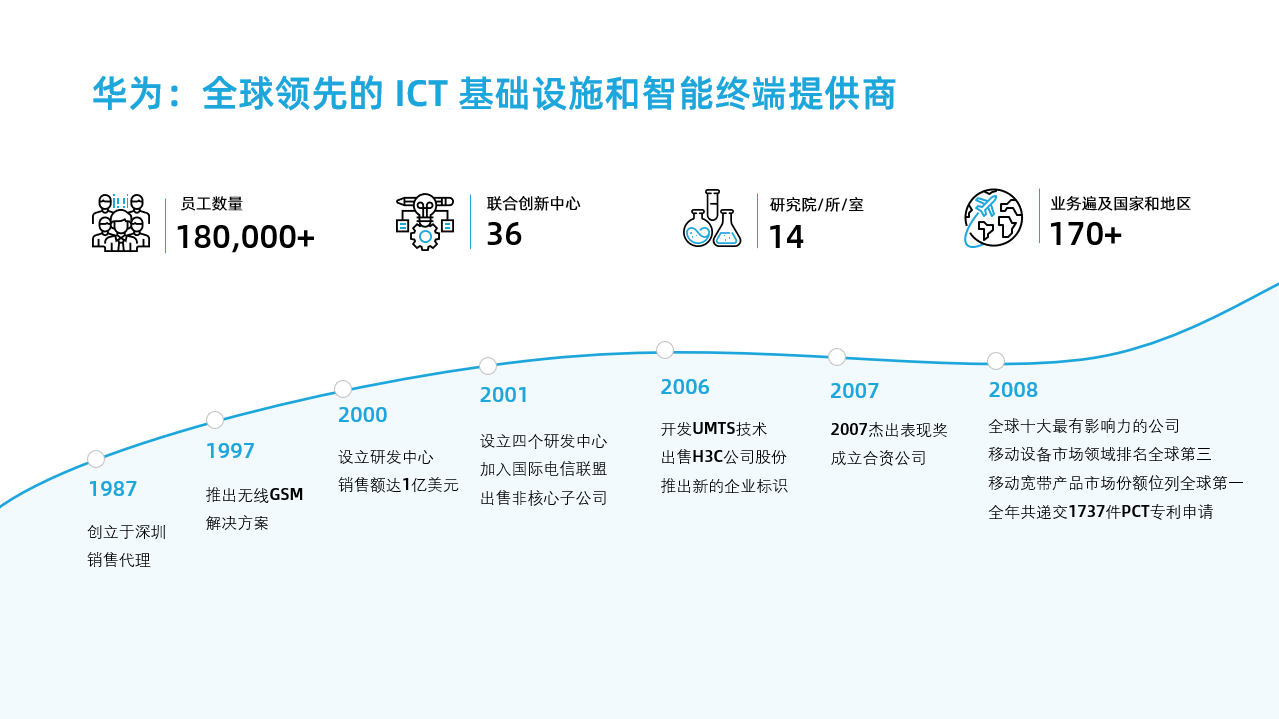 华为：全球领先的 ICT 基础设施和智能终端提供商
员工数量
180,000+
联合创新中心
36
研究院/所/室
14
业务遍及国家和地区
170+
1987
创立于深圳
销售代理
1997
推出无线GSM
解决方案
2000
设立研发中心
销售额达1亿美元
2001
设立四个研发中心
加入国际电信联盟
出售非核心子公司
2006
开发UMTS技术
出售H3C公司股份
推出新的企业标识
2007
2007杰出表现奖
成立合资公司
2008
全球十大最有影响力的公司
移动设备市场领域排名全球第三
移动宽带产品市场份额位列全球第一
全年共递交1737件PCT专利申请